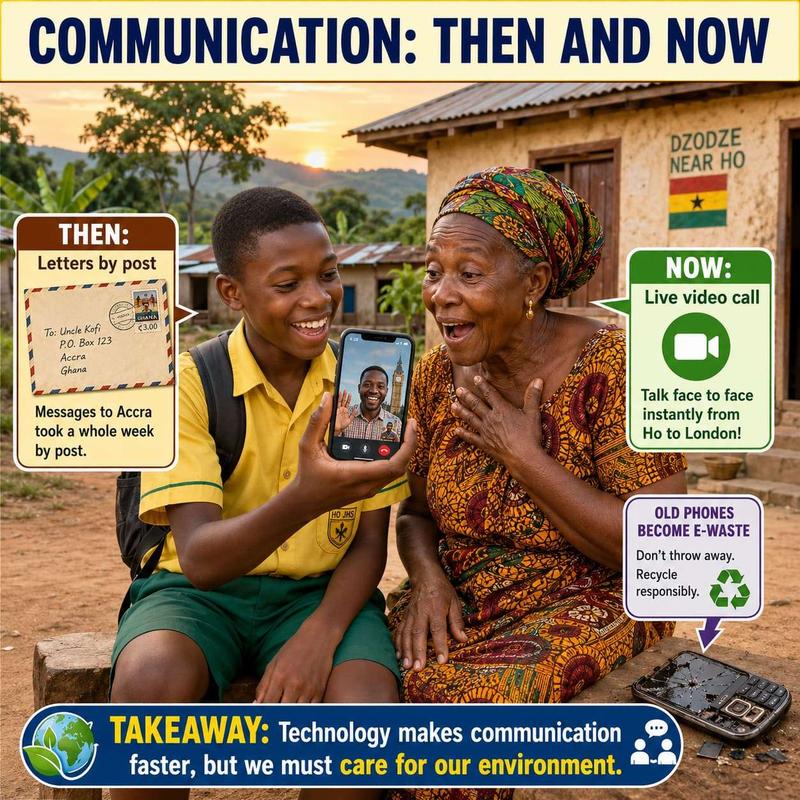 COMMUNICATION: THEN AND NOW
DZODZE
NEAR HO
THEN:
Letters by post
GHANA
₵3.00
To: Uncle Kofi
P.O. Box 123
Accra
Ghana
Messages to Accra
took a whole week
by post.
NOW:
Live video call
Talk face to face
instantly from
Ho to London!
HO JHS
OLD PHONES
BECOME E-WASTE
Don't throw away.
Recycle
responsibly.
TAKEAWAY: Technology makes communication
faster, but we must care for our environment.